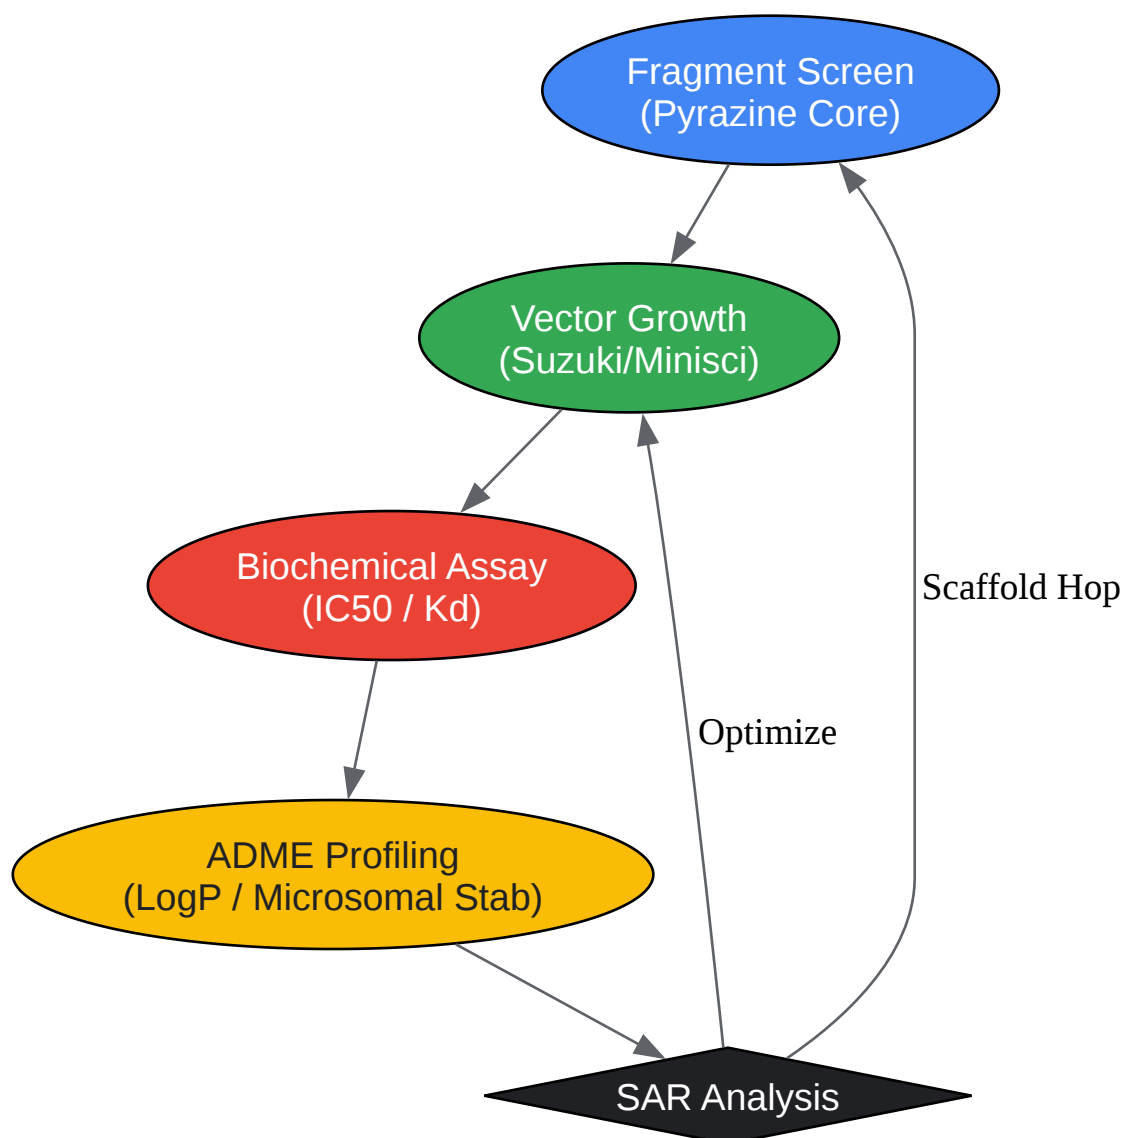 Fragment Screen
(Pyrazine Core)
Vector Growth
(Suzuki/Minisci)
Biochemical Assay
(IC50 / Kd)
Scaffold Hop
Optimize
ADME Profiling
(LogP / Microsomal Stab)
SAR Analysis